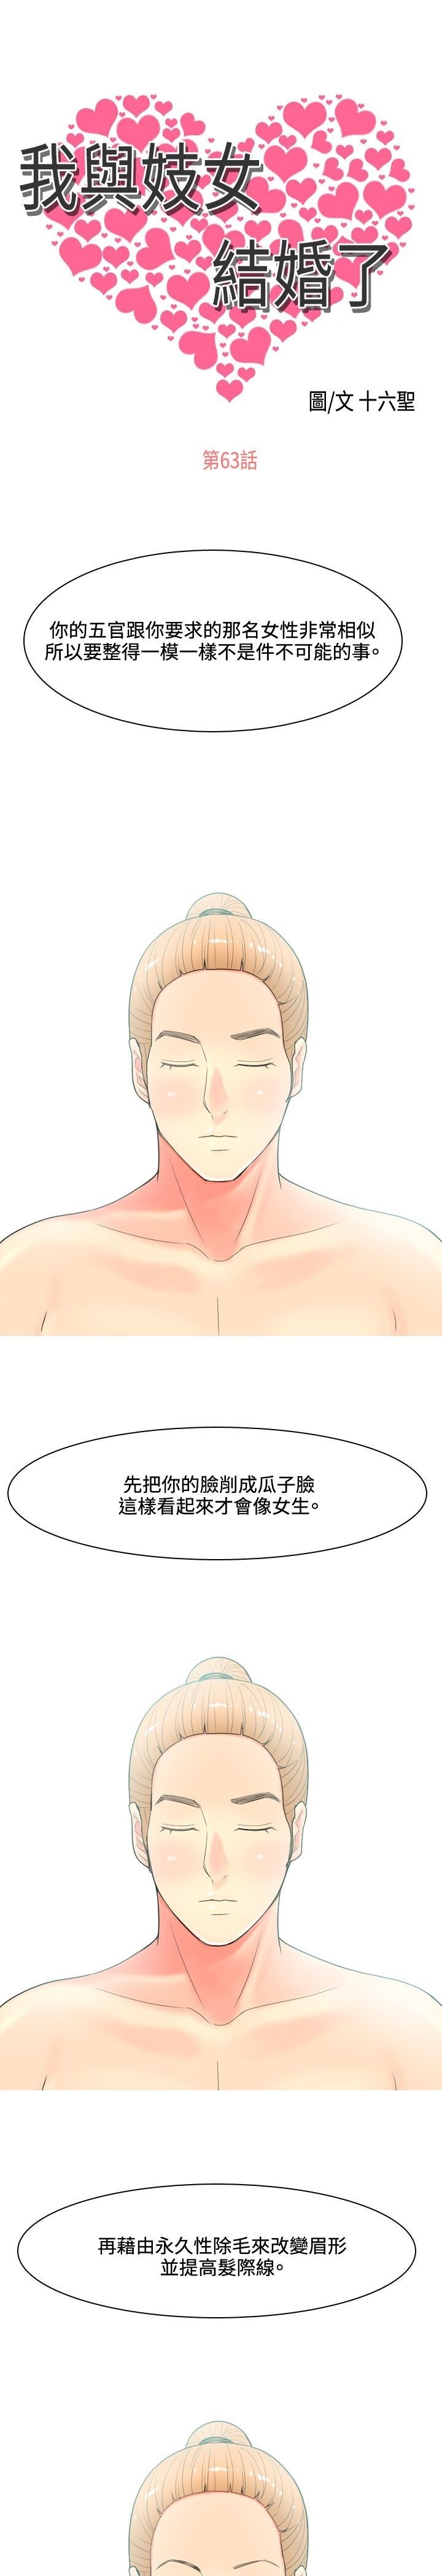 我與妓女
結婚了
圖/文 十六聖
第63話
你的五官跟你要求的那名女性非常相似
所以要整得一模一樣不是件不可能的事。
先把你的臉削成瓜子臉
這樣看起來才會像女生。
再藉由永久性除毛來改變眉形
並提高髮際線。